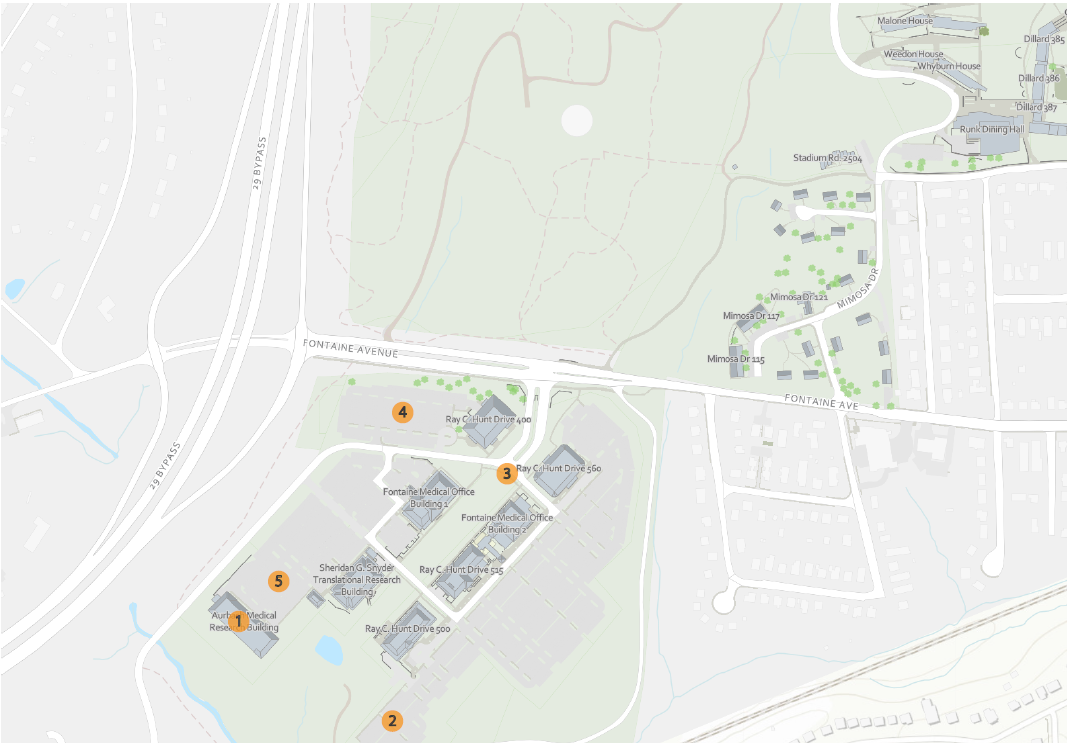 Malone House
Dillard 385
Weedon House
Whyburn House
Dillard 386
Dillard 387
Runk Dining Hall
29 BYPASS
Stadium Rd. 2504
MIMOSA DR
Mimosa Dr 121
Mimosa Dr 117
Mimosa Dr 115
FONTAINE AVENUE
FONTAINE AVE
4
Ray C. Hunt Drive 400
29 BYPASS
3
Ray C. Hunt Drive 560
Fontaine Medical Office
Building 1
Fontaine Medical Office
Building 2
Sheridan G. Snyder
Translational Research
Building
Ray C. Hunt Drive 515
5
Medical
1
Building
Ray C. Hunt Drive 500
2